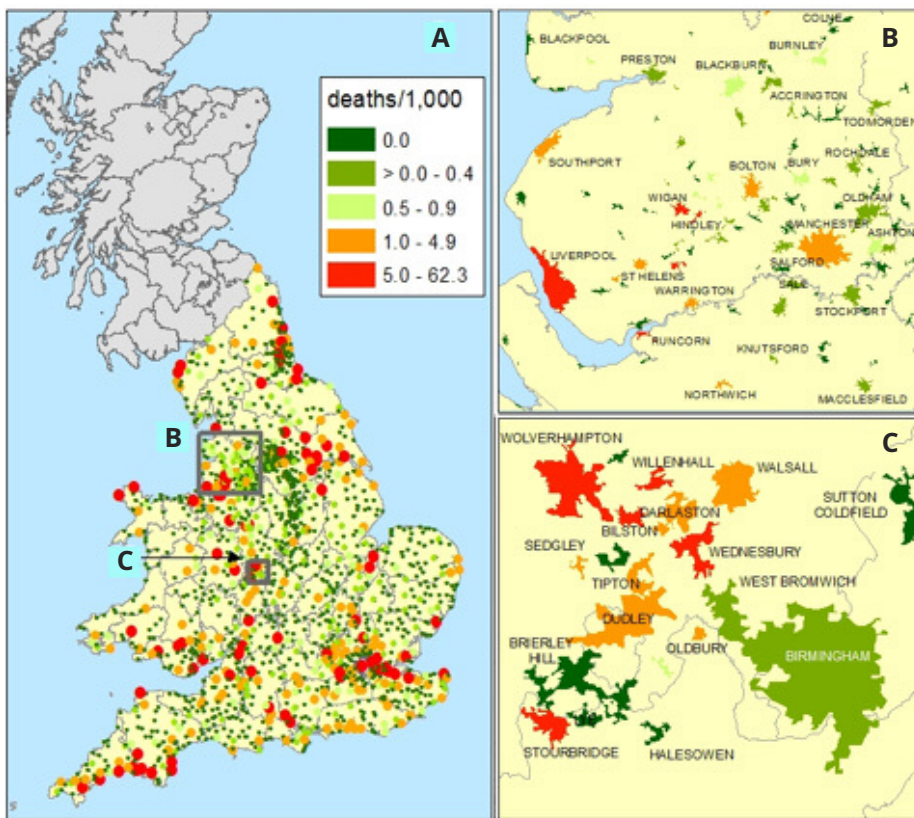 A
deaths/1,000
0.0
> 0.0 - 0.4
0.5 - 0.9
1.0 - 4.9
5.0 - 62.3
B
C
B
COLNE
BLACKPOOL
BURNLEY
PRESTON
BLACKBURN
ACCRINGTON
TODMORDEN
SOUTHPORT
ROCHDALE
BOLTON
BURY
WIGAN
HINDLEY
OLDHAM
MANCHESTER
ASHTON
LIVERPOOL
SALFORD
ST HELENS
SALE
WARRINGTON
STOCKPORT
RUNCORN
KNUTSFORD
NORTHWICH
MACCLESFIELD
C
WOLVERHAMPTON
WILLENHALL
WALSALL
SUTTON
COLDFIELD
DARLASTON
BILSTON
SEDGLEY
WEDNESBURY
TIPTON
WEST BROMWICH
DUDLEY
BRIERLEY
HILL
OLDBURY
BIRMINGHAM
STOURBRIDGE
HALESOWEN